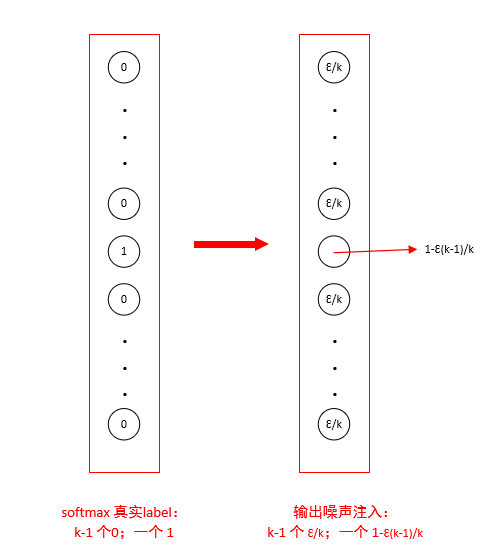 0
ε/k
0
ε/k
1
1-ε(k-1)/k
0
ε/k
0
ε/k
softmax 真实label：
k-1 个0；一个 1
输出噪声注入：
k-1 个 ε/k；一个 1-ε(k-1)/k